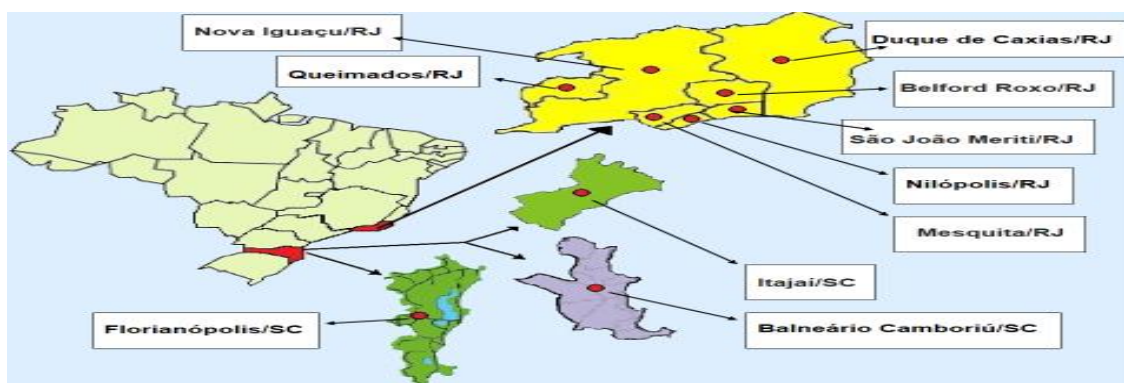 Nova Iguaçu/RJ
Duque de Caxias/RJ
Queimados/RJ
Belford Roxo/RJ
São João Meriti/RJ
Nilópolis/RJ
Mesquita/RJ
Itajaí/SC
Florianópolis/SC
Balneário Camboriú/SC